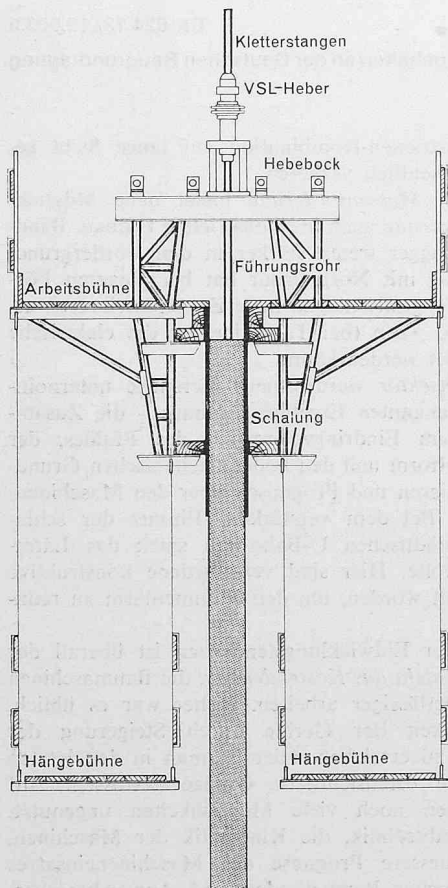 Kletterstangen
VSL-Heber
Hebebock
Führungsrohr
Arbeitsbühne
Schalung
Hängebühne
Hängebühne